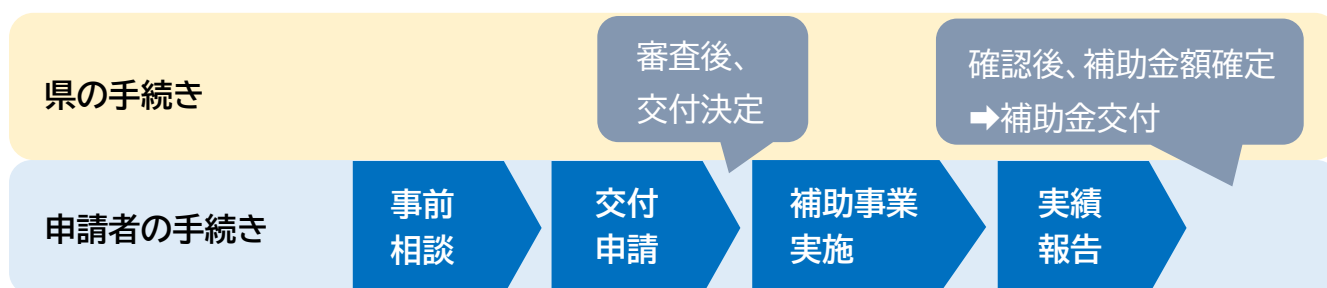 県の手続き
審査後、
交付決定
確認後、補助金額確定
➡補助金交付
申請者の手続き
事前
相談
交付
申請
補助事業
実施
実績
報告